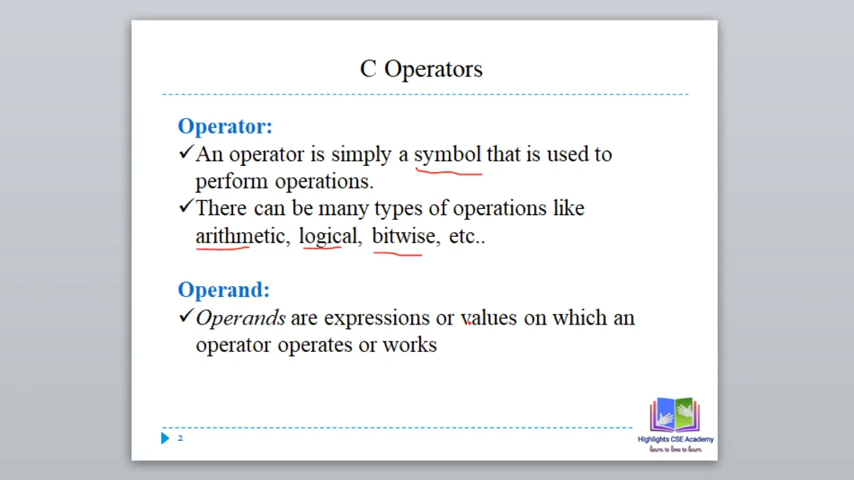 C Operators
Operator:
✓An operator is simply a symbol that is used to
perform operations.
✓There can be many types of operations like
arithmetic, logical, bitwise, etc..
Operand:
✓Operands are expressions or values on which an
operator operates or works
2
Highlights CSE Academy
learn to love to learn